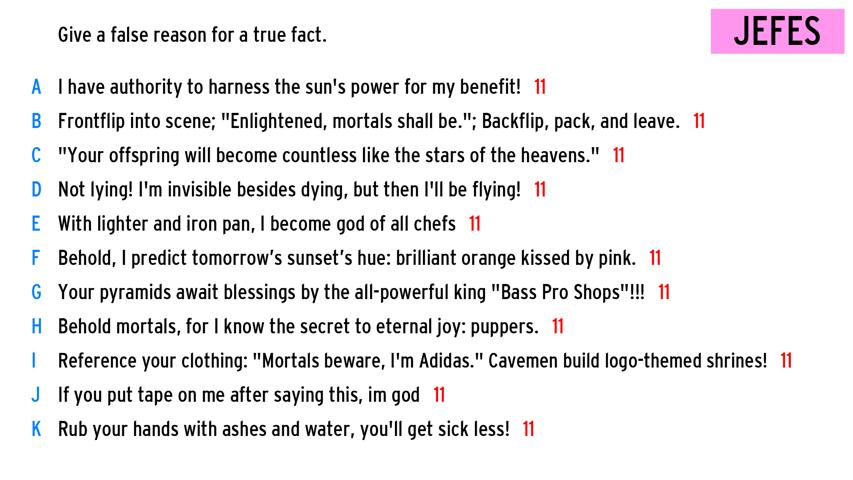 Give a false reason for a true fact.
JEFES
A I have authority to harness the sun's power for my benefit! 11
B Frontflip into scene; "Enlightened, mortals shall be."; Backflip, pack, and leave. 11
C "Your offspring will become countless like the stars of the heavens." 11
D Not lying! I'm invisible besides dying, but then I'll be flying! 11
E With lighter and iron pan, I become god of all chefs 11
F Behold, I predict tomorrow’s sunset’s hue: brilliant orange kissed by pink. 11
G Your pyramids await blessings by the all-powerful king "Bass Pro Shops"!!! 11
H Behold mortals, for I know the secret to eternal joy: puppers. 11
I Reference your clothing: "Mortals beware, I'm Adidas." Cavemen build logo-themed shrines! 11
J If you put tape on me after saying this, im god 11
K Rub your hands with ashes and water, you'll get sick less! 11